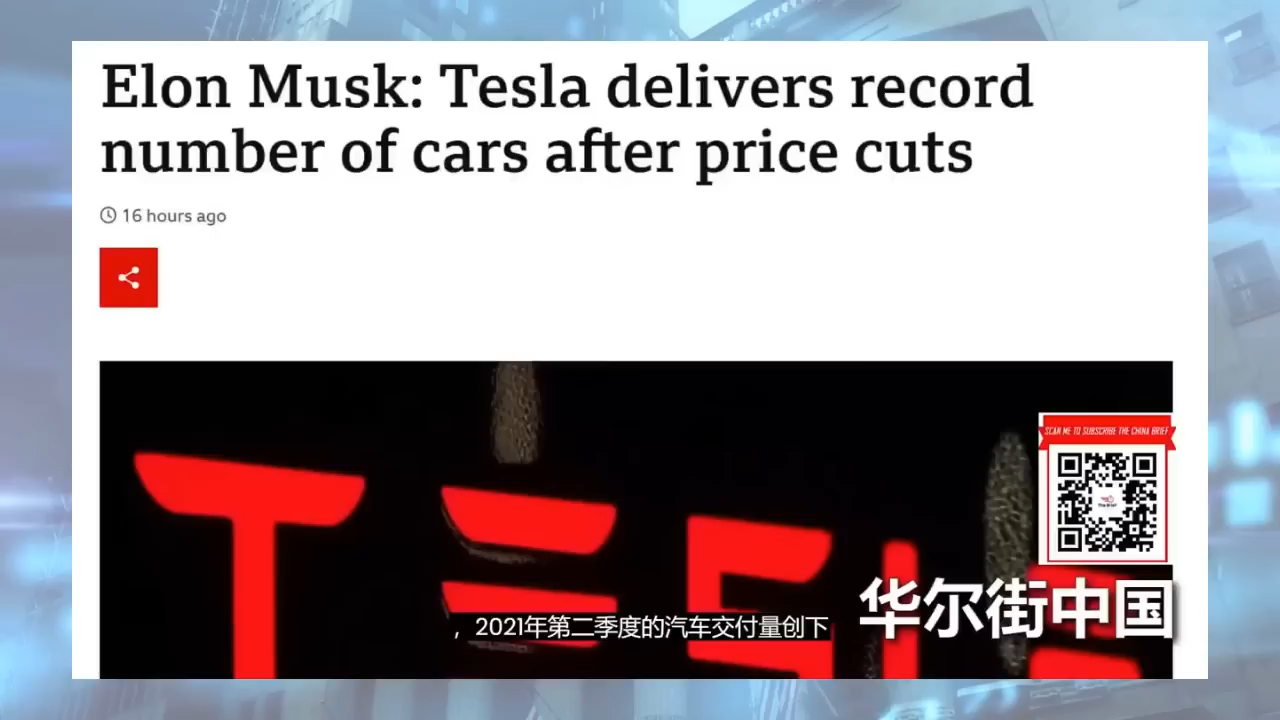 Elon Musk: Tesla delivers record
number of cars after price cuts
16 hours ago
SCAN ME TO SUBSCRIBE THE CHINA BRIEF
TESL
华尔街中国
，2021年第二季度的汽车交付量创下